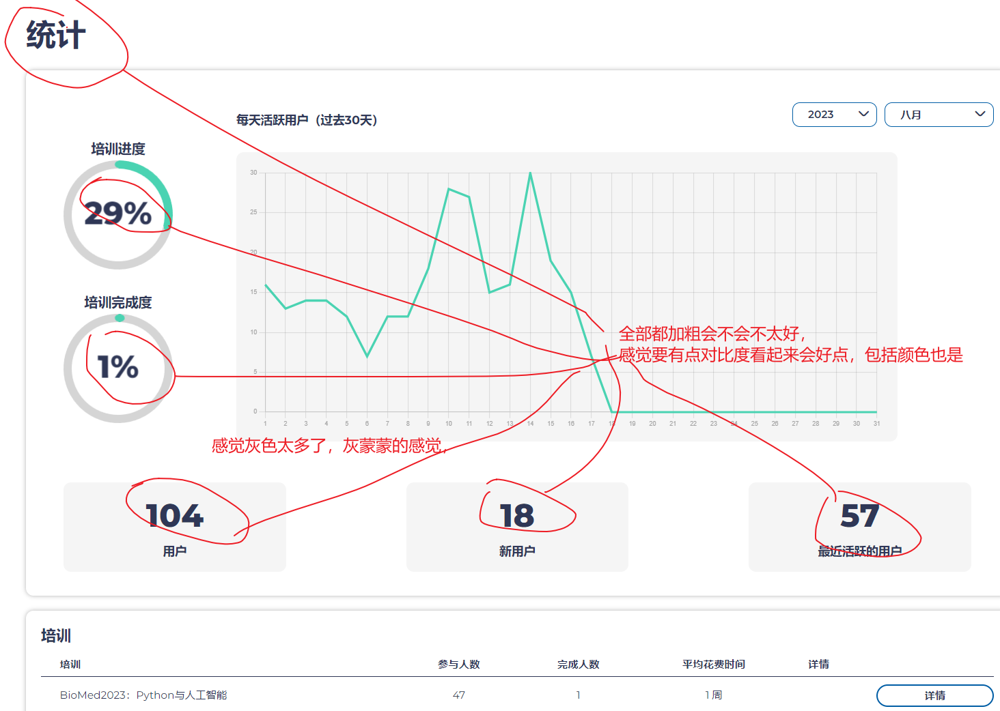 统计
每天活跃用户（过去30天）
2023
八月
培训进度
29%
培训完成度
1%
30
25
20
15
10
5
0
1 2 3 4 5 6 7 8 9 10 11 12 13 14 15 16 17 18 19 20 21 22 23 24 25 26 27 28 29 30 31
全部都加粗会不会不太好，
感觉要有点对比度看起来会好点，包括颜色也是
感觉灰色太多了，灰蒙蒙的感觉，
104
用户
18
新用户
57
最近活跃的用户
培训
培训 参与人数 完成人数 平均花费时间 详情
BioMed2023：Python与人工智能 47 1 1 周 详情